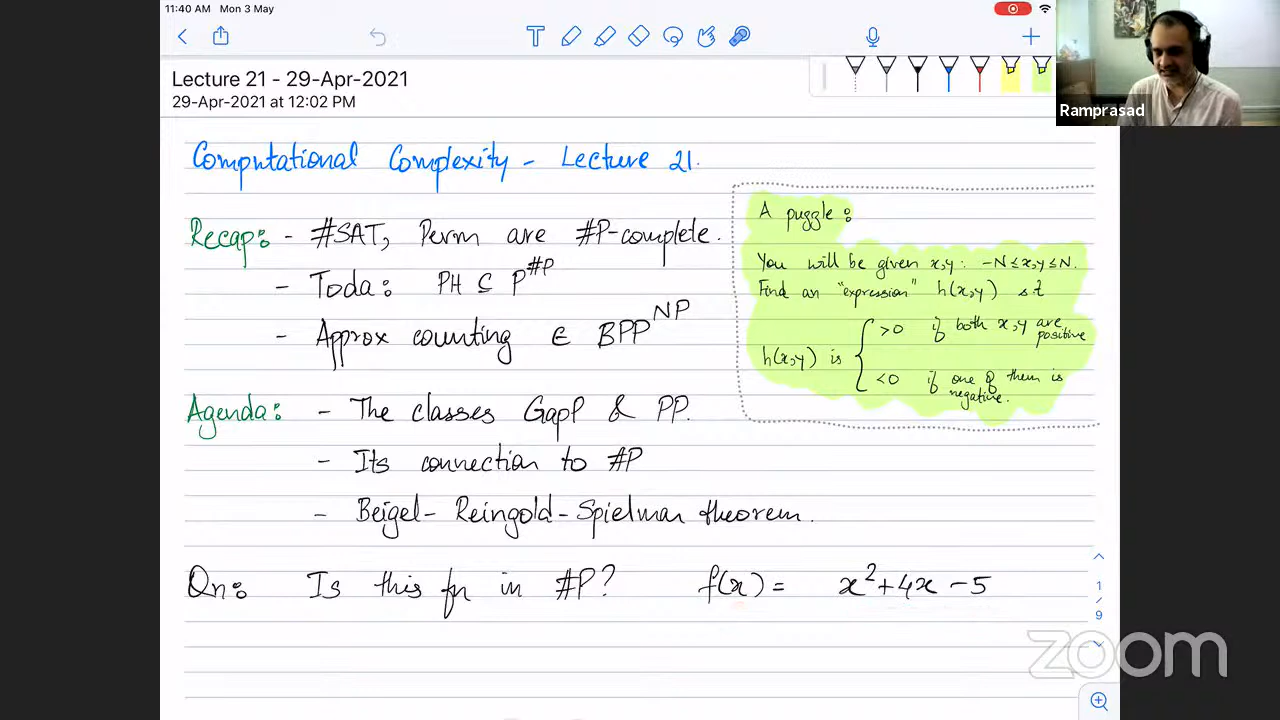 11:40 AM Mon 3 May
Lecture 21 - 29-Apr-2021
29-Apr-2021 at 12:02 PM
Ramprasad
Computational Complexity - Lecture 21.
Recap: - #SAT, Perm are #P-complete.
- Toda: PH ⊆ P^#P
- Approx counting ∈ BPP^NP
A puzzle:
You will be given x,y : -N ≤ x,y ≤ N.
Find an "expression" h(x,y) st
h(x,y) is { >0 if both x,y are positive
<0 if one of them is negative.
Agenda: - The classes GapP & PP.
- Its connection to #P
- Beigel-Reingold-Spielman theorem.
Qn: Is this fn in #P? f(x) = x²+4x-5
1
9
zoom